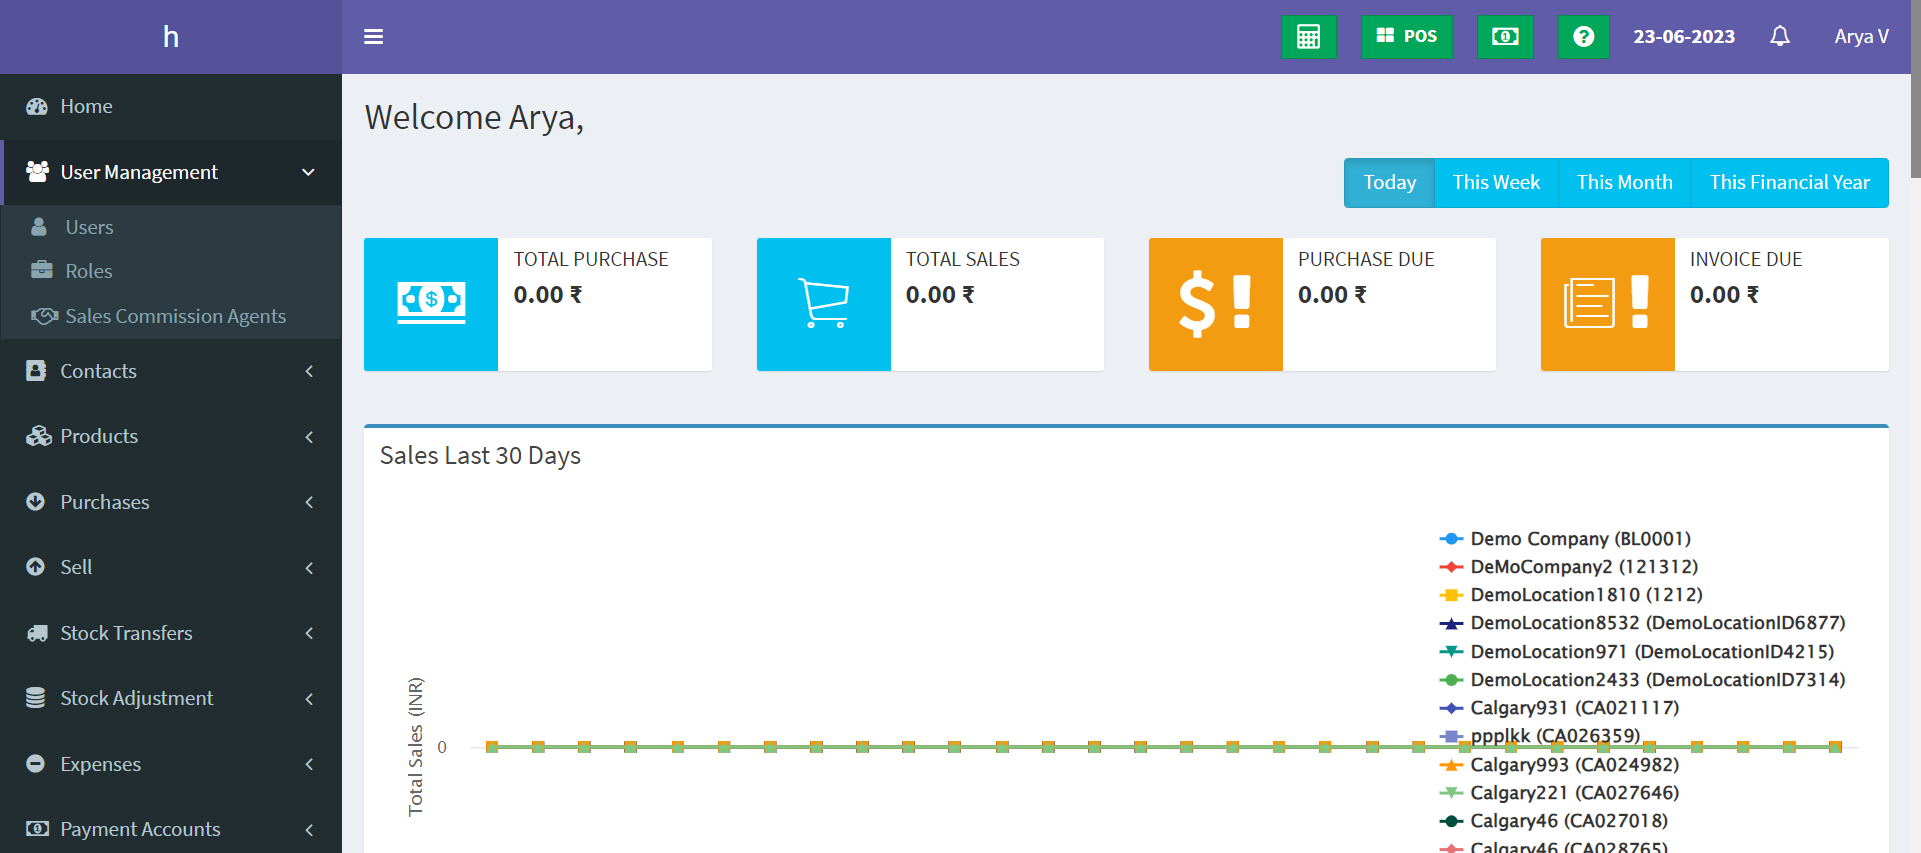 h
POS
23-06-2023
Arya V
Home
User Management
Users
Roles
Sales Commission Agents
Contacts
Products
Purchases
Sell
Stock Transfers
Stock Adjustment
Expenses
Payment Accounts
Welcome Arya,
Today
This Week
This Month
This Financial Year
TOTAL PURCHASE
0.00 ₹
TOTAL SALES
0.00 ₹
PURCHASE DUE
0.00 ₹
INVOICE DUE
0.00 ₹
Sales Last 30 Days
Total Sales (INR)
0
Demo Company (BL0001)
DeMoCompany2 (121312)
DemoLocation1810 (1212)
DemoLocation8532 (DemoLocationID6877)
DemoLocation971 (DemoLocationID4215)
DemoLocation2433 (DemoLocationID7314)
Calgary931 (CA021117)
ppplkk (CA026359)
Calgary993 (CA024982)
Calgary221 (CA027646)
Calgary46 (CA027018)
Calgary46 (CA028765)